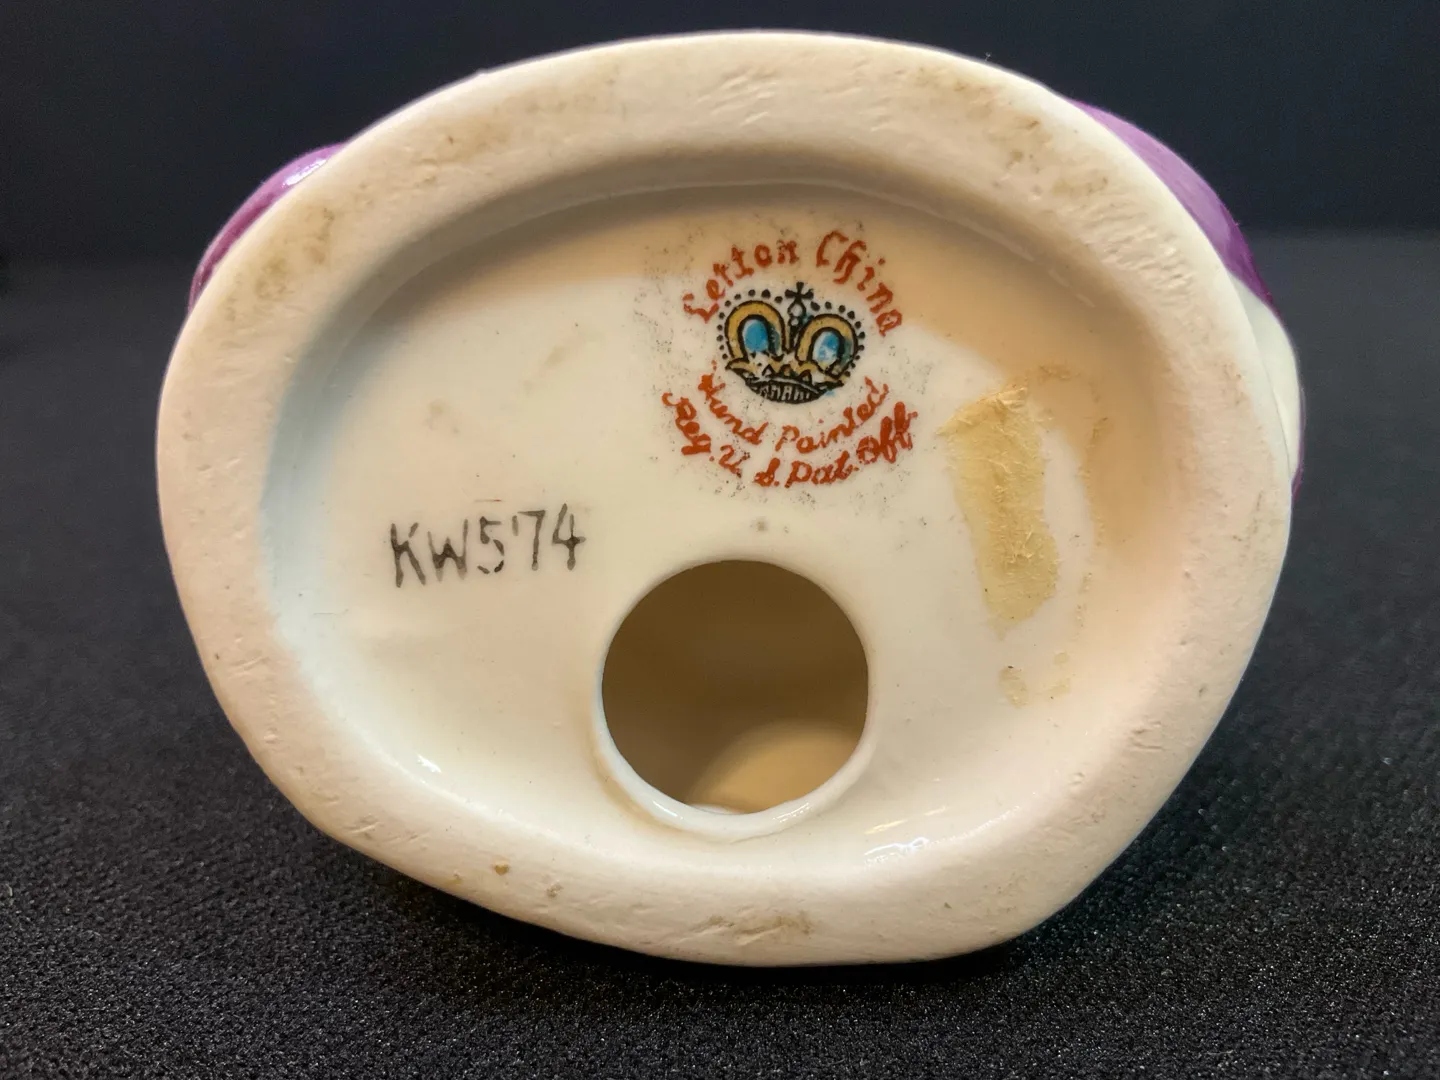 Lefton China
Hand Painted
Reg. U.S. Pat. Off.
KW574